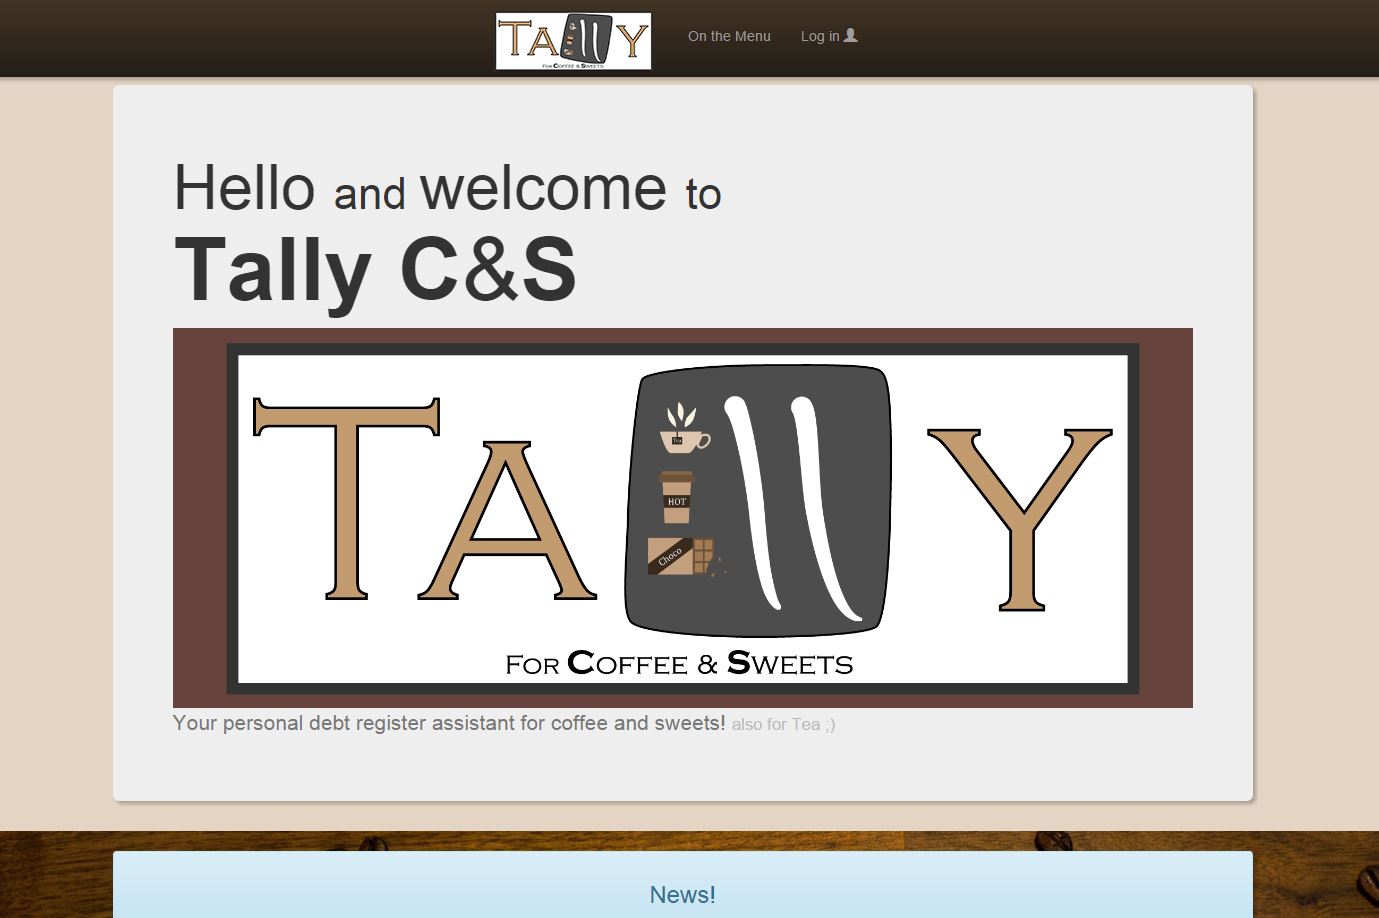 TALLY
FOR COFFEE & SWEETS
On the Menu
Log in
Hello and welcome to
Tally C&S
TALLY
Tea
HOT
Choco
FOR COFFEE & SWEETS
Your personal debt register assistant for coffee and sweets! also for Tea ;)
News!